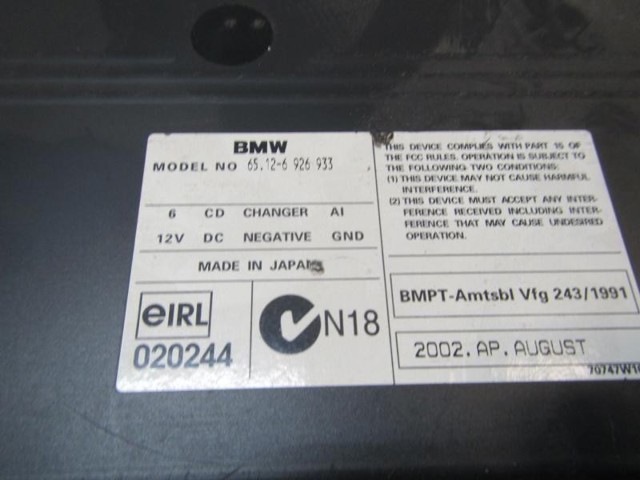 BMW
MODEL NO 65.12-6 926 933
6 CD CHANGER AI
12V DC NEGATIVE GND
MADE IN JAPAN
eIRL
020244
N18
THIS DEVICE COMPLIES WITH PART 15 OF
THE FCC RULES. OPERATION IS SUBJECT TO
THE FOLLOWING TWO CONDITIONS:
(1) THIS DEVICE MAY NOT CAUSE HARMFUL
INTERFERENCE.
(2) THIS DEVICE MUST ACCEPT ANY INTER-
FERENCE RECEIVED INCLUDING INTER-
FERENCE THAT MAY CAUSE UNDESIRED
OPERATION.
BMPT-Amtsbl Vfg 243/1991
2002. AP. AUGUST